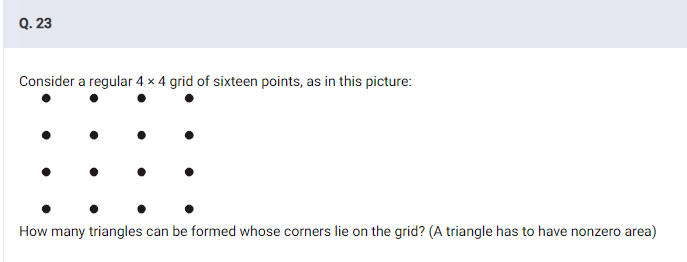 Q. 23
Consider a regular 4 × 4 grid of sixteen points, as in this picture:
How many triangles can be formed whose corners lie on the grid? (A triangle has to have nonzero area)